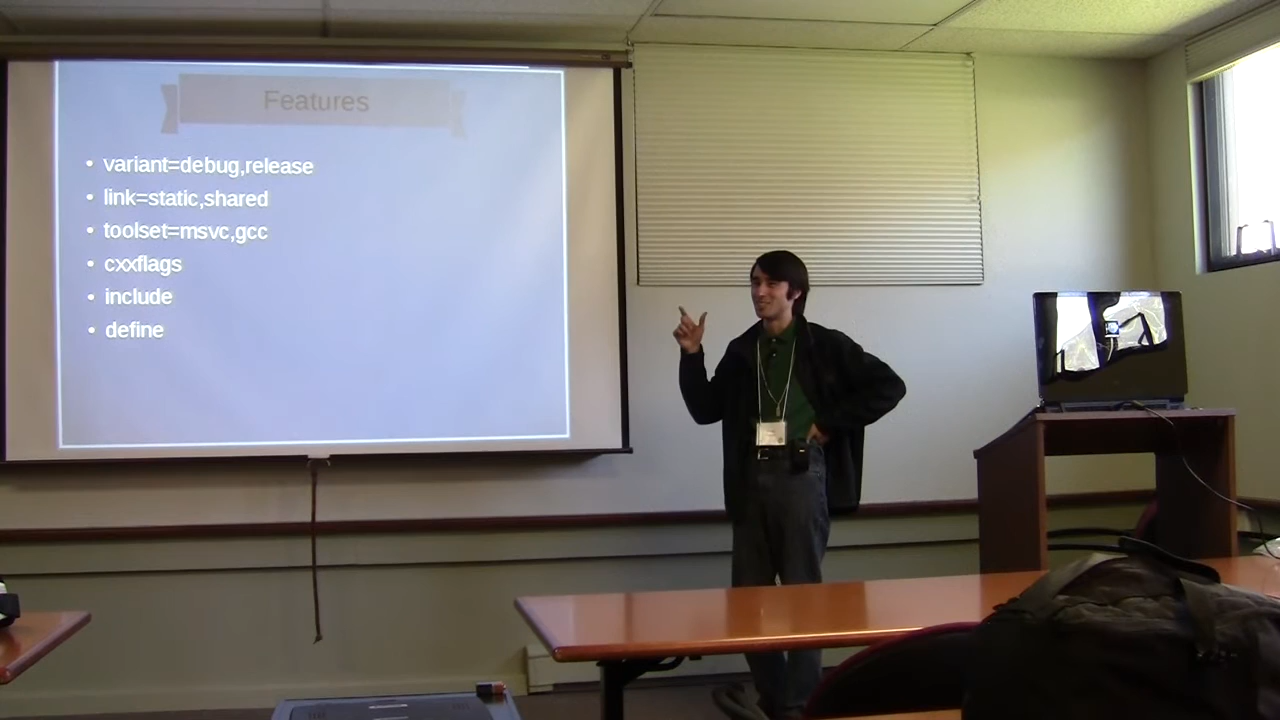 Features
• variant=debug,release
• link=static,shared
• toolset=msvc,gcc
• cxxflags
• include
• define